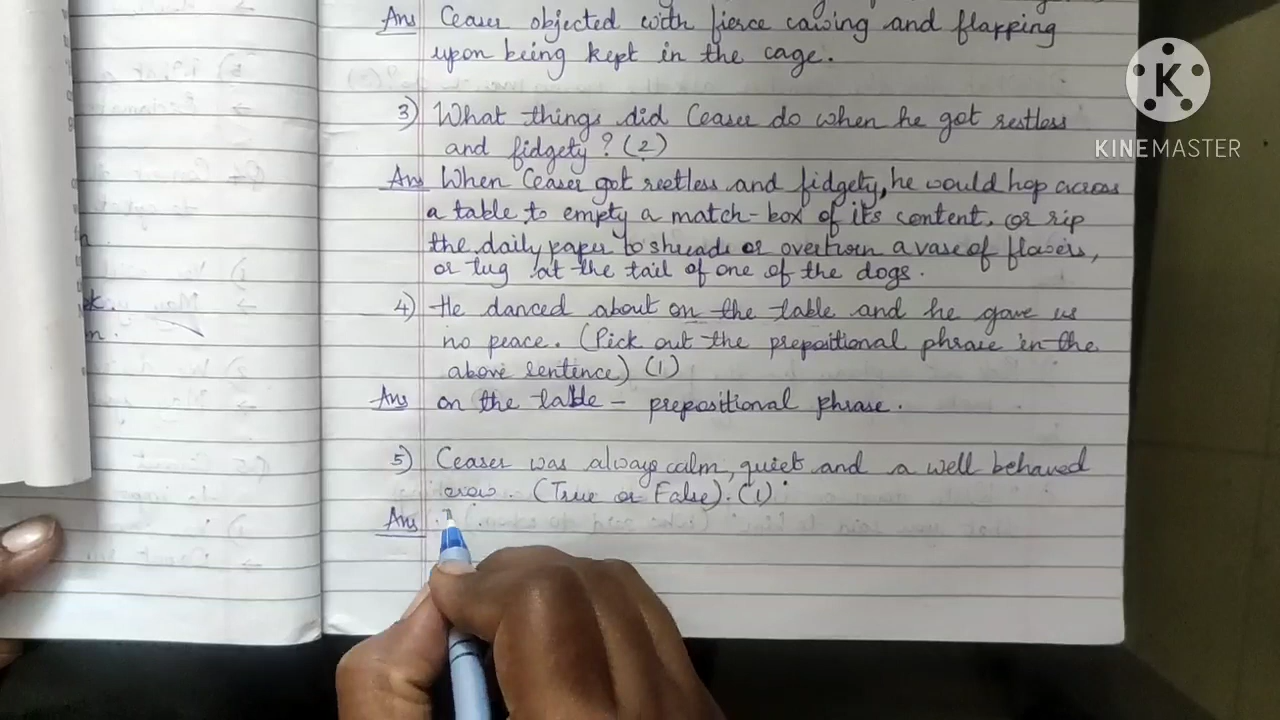 Ans Ceaser objected with fierce cawing and flapping
upon being kept in the cage.
3) What things did Ceaser do when he got restless
and fidgety? (2)
Ans When Ceaser got restless and fidgety, he would hop across
a table to empty a match-box of its content, or rip
the daily paper to shreads or overturn a vase of flowers,
or tug at the tail of one of the dogs.
4) He danced about on the table and he gave us
no peace. (Pick out the prepositional phrase in the
above sentence) (1)
Ans on the table - prepositional phrase.
5) Ceaser was always calm, quiet and a well behaved
crow. (True or False). (1)
Ans
K
KINEMASTER